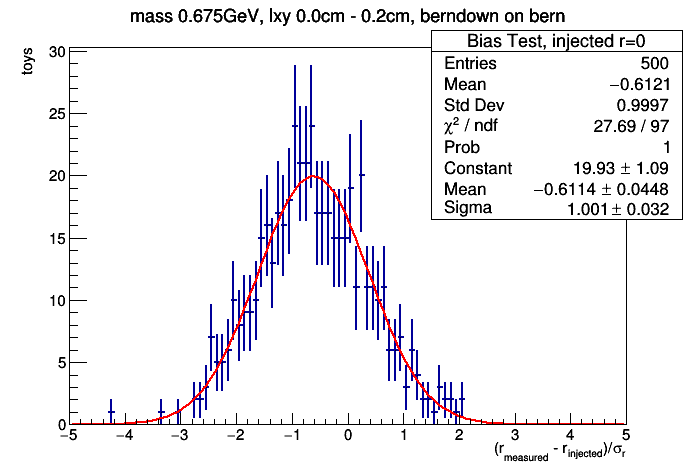 mass 0.675GeV, lxy 0.0cm - 0.2cm, berndown on bern
Bias Test, injected r=0
Entries 500
Mean −0.6121
Std Dev 0.9997
χ² / ndf 27.69 / 97
Prob 1
Constant 19.93 ± 1.09
Mean −0.6114 ± 0.0448
Sigma 1.001 ± 0.032
toys
30
25
20
15
10
5
0
−5 −4 −3 −2 −1 0 1 2 3 4 5
(r_measured - r_injected)/σ_r